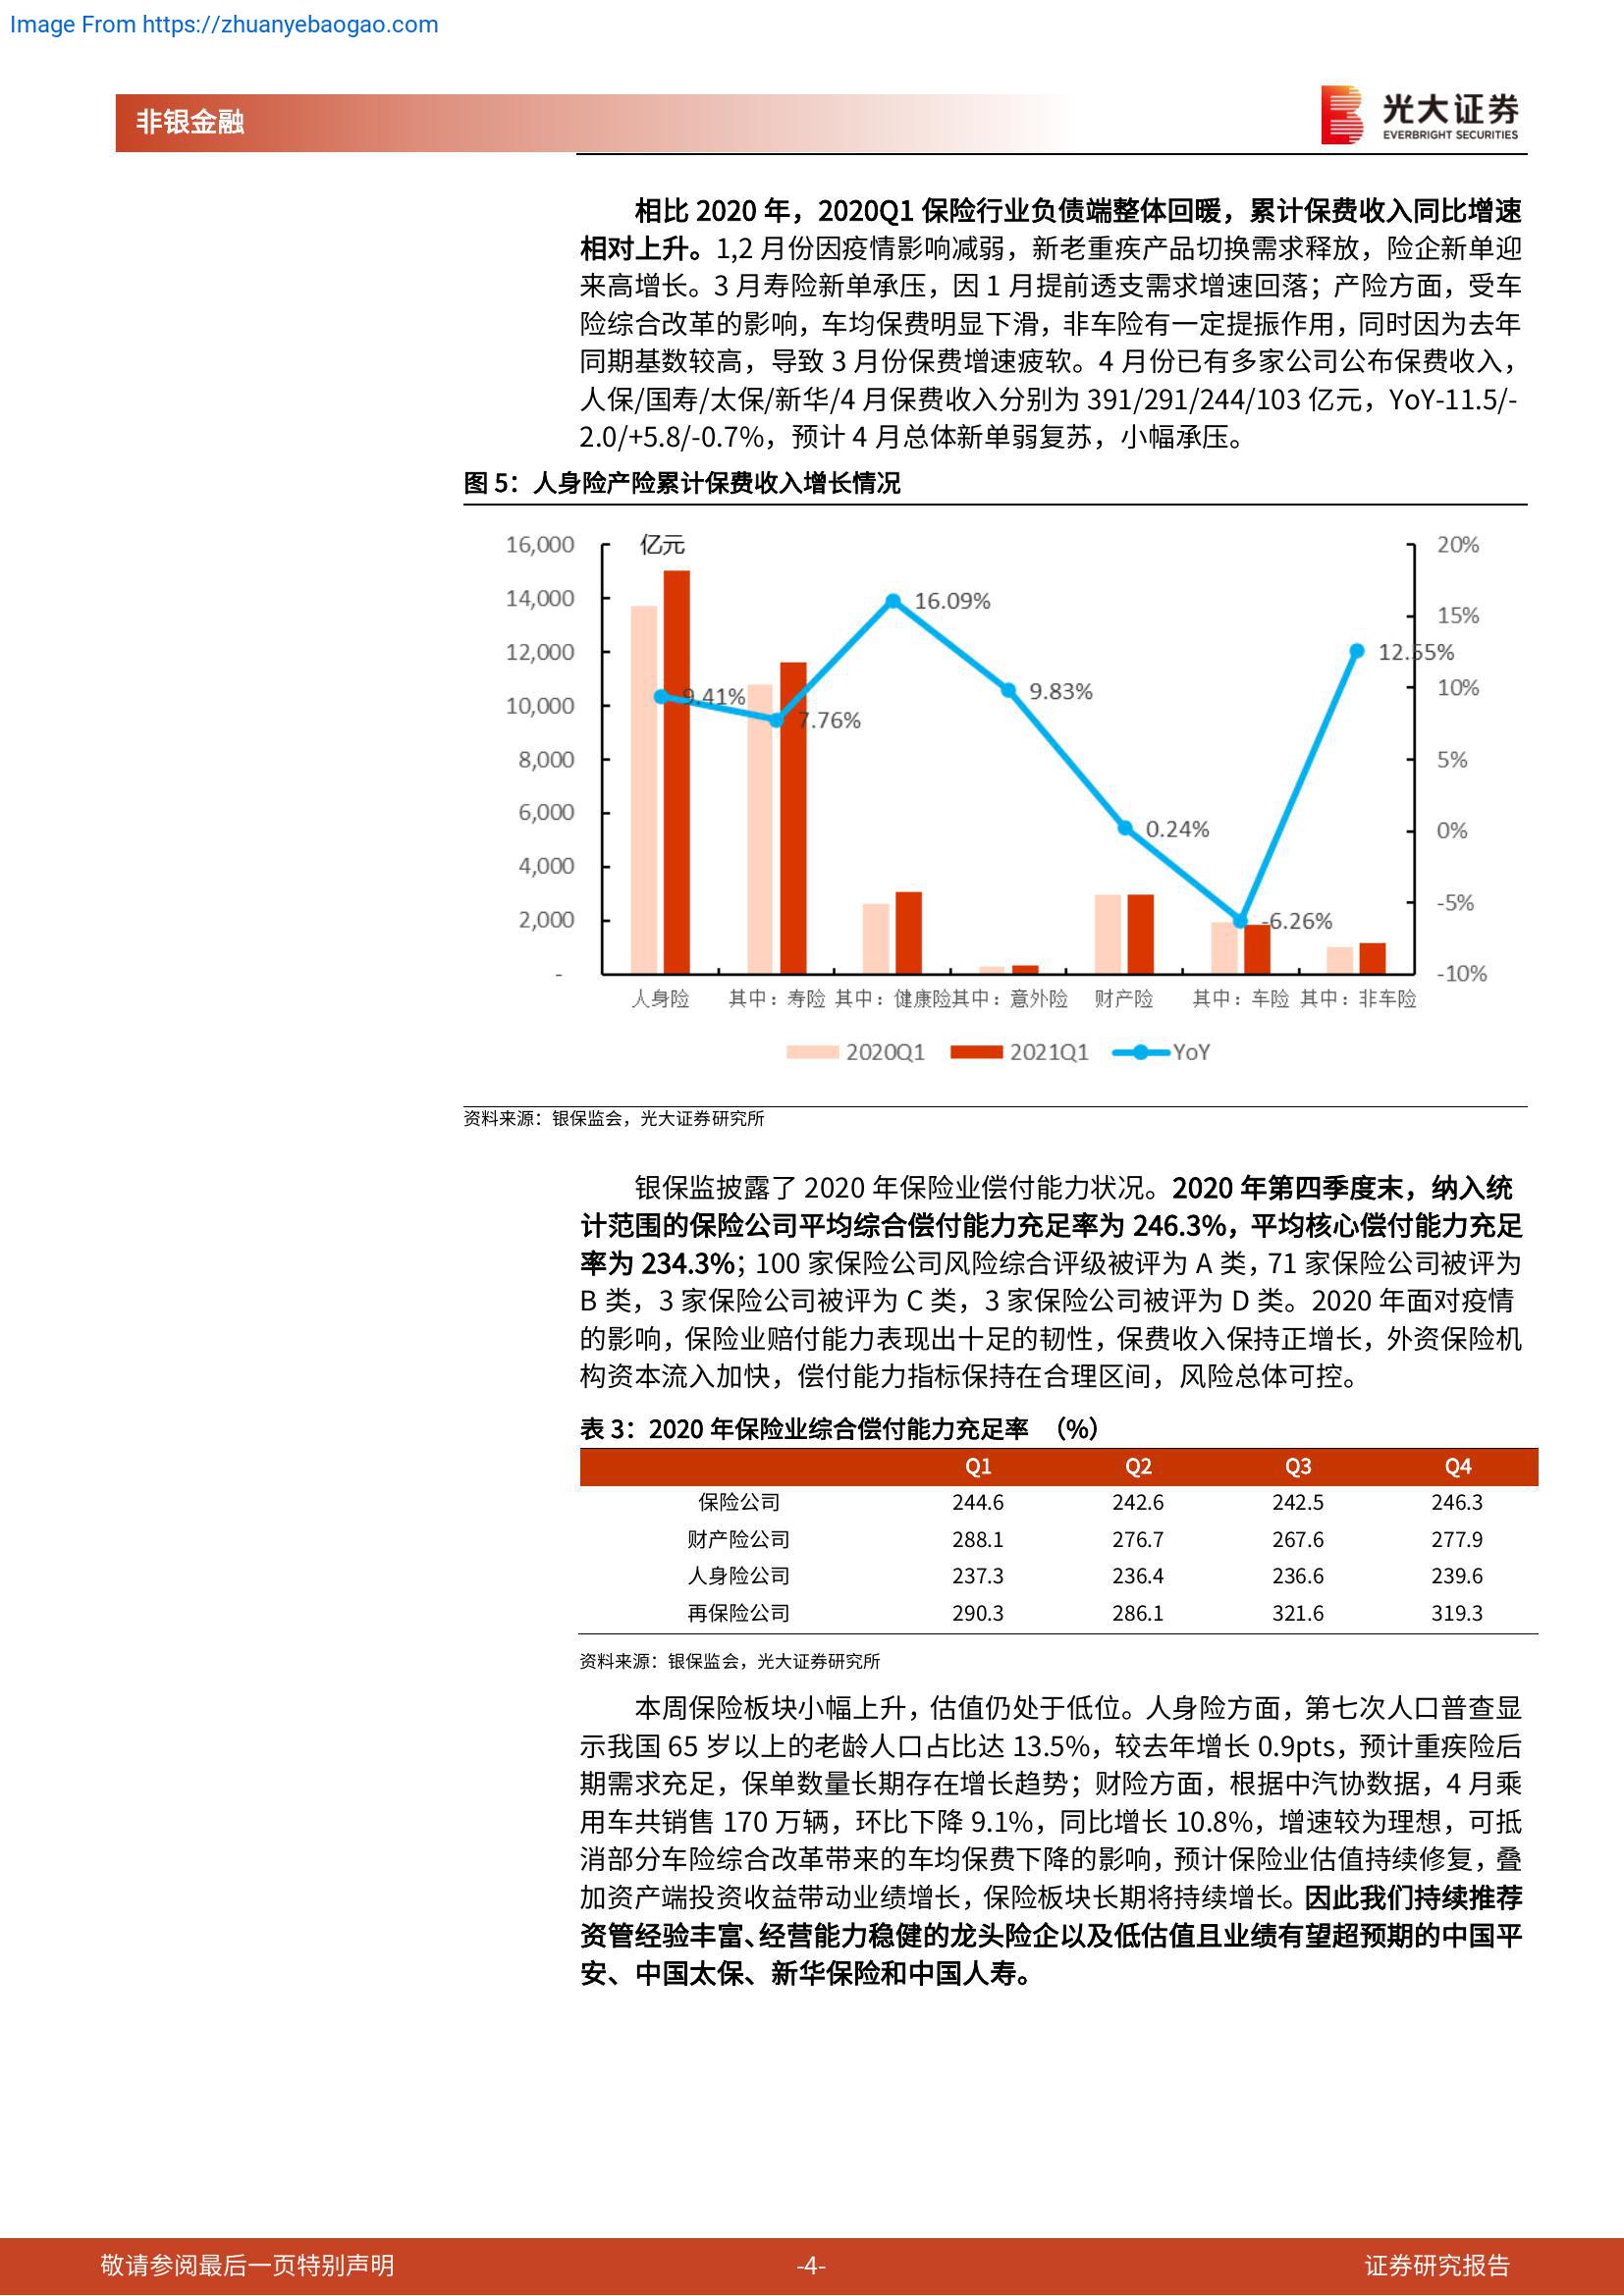 Image From https://zhuanyebaogao.com
非银金融
光大证券
EVERBRIGHT SECURITIES
相比 2020 年，2020Q1 保险行业负债端整体回暖，累计保费收入同比增速
相对上升。1,2 月份因疫情影响减弱，新老重疾产品切换需求释放，险企新单迎
来高增长。3 月寿险新单承压，因 1 月提前透支需求增速回落；产险方面，受车
险综合改革的影响，车均保费明显下滑，非车险有一定提振作用，同时因为去年
同期基数较高，导致 3 月份保费增速疲软。4 月份已有多家公司公布保费收入，
人保/国寿/太保/新华/4 月保费收入分别为 391/291/244/103 亿元，YoY-11.5/-
2.0/+5.8/-0.7%，预计 4 月总体新单弱复苏，小幅承压。
图 5：人身险产险累计保费收入增长情况
亿元
16,000
14,000
12,000
10,000
8,000
6,000
4,000
2,000
-
20%
15%
10%
5%
0%
-5%
-10%
9.41%
7.76%
16.09%
9.83%
0.24%
-6.26%
12.55%
人身险 其中：寿险 其中：健康险 其中：意外险 财产险 其中：车险 其中：非车险
2020Q1 2021Q1 YoY
资料来源：银保监会，光大证券研究所
银保监披露了 2020 年保险业偿付能力状况。2020 年第四季度末，纳入统
计范围的保险公司平均综合偿付能力充足率为 246.3%，平均核心偿付能力充足
率为 234.3%；100 家保险公司风险综合评级被评为 A 类，71 家保险公司被评为
B 类，3 家保险公司被评为 C 类，3 家保险公司被评为 D 类。2020 年面对疫情
的影响，保险业赔付能力表现出十足的韧性，保费收入保持正增长，外资保险机
构资本流入加快，偿付能力指标保持在合理区间，风险总体可控。
表 3：2020 年保险业综合偿付能力充足率 （%）
Q1 Q2 Q3 Q4
保险公司 244.6 242.6 242.5 246.3
财产险公司 288.1 276.7 267.6 277.9
人身险公司 237.3 236.4 236.6 239.6
再保险公司 290.3 286.1 321.6 319.3
资料来源：银保监会，光大证券研究所
本周保险板块小幅上升，估值仍处于低位。人身险方面，第七次人口普查显
示我国 65 岁以上的老龄人口占比达 13.5%，较去年增长 0.9pts，预计重疾险后
期需求充足，保单数量长期存在增长趋势；财险方面，根据中汽协数据，4 月乘
用车共销售 170 万辆，环比下降 9.1%，同比增长 10.8%，增速较为理想，可抵
消部分车险综合改革带来的车均保费下降的影响，预计保险业估值持续修复，叠
加资产端投资收益带动业绩增长，保险板块长期将持续增长。因此我们持续推荐
资管经验丰富、经营能力稳健的龙头险企以及低估值且业绩有望超预期的中国平
安、中国太保、新华保险和中国人寿。
敬请参阅最后一页特别声明
-4-
证券研究报告